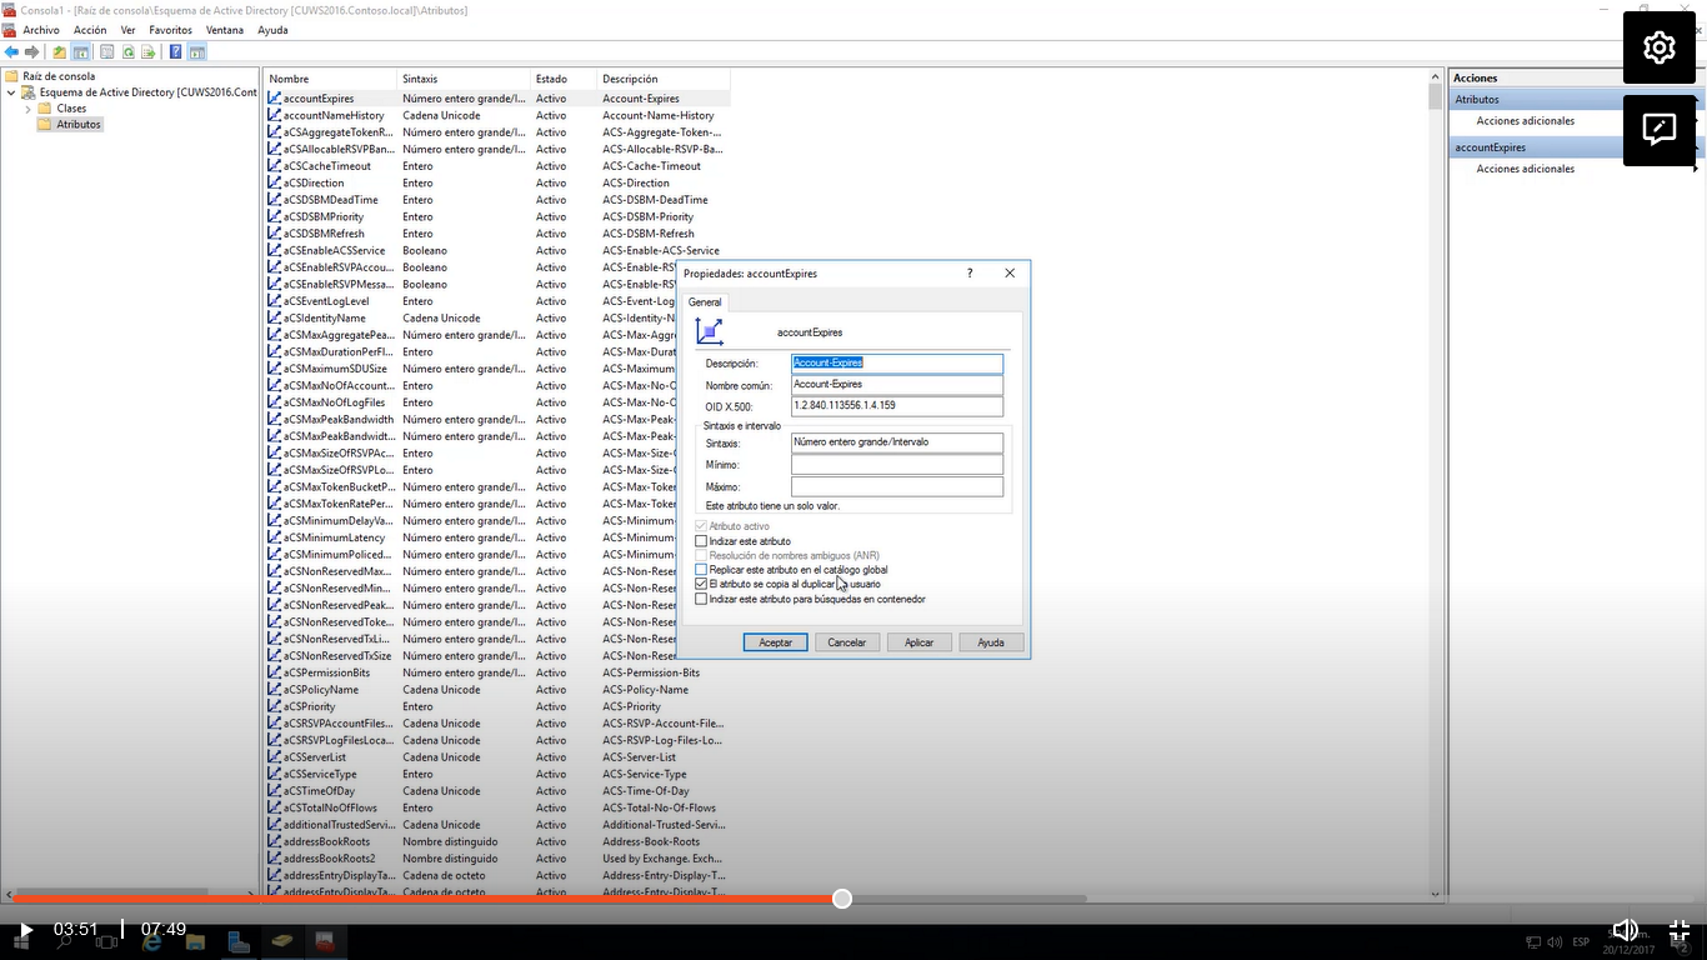 Consola1 - [Raíz de consola\Esquema de Active Directory [CUWS2016.Contoso.local]\Atributos]
Archivo Acción Ver Favoritos Ventana Ayuda
Raíz de consola
Esquema de Active Directory [CUWS2016.Cont
Clases
Atributos
Nombre Sintaxis Estado Descripción
accountExpires Número entero grande/I... Activo Account-Expires
accountNameHistory Cadena Unicode Activo Account-Name-History
aCSAggregateTokenR... Número entero grande/I... Activo ACS-Aggregate-Token-...
aCSAllocableRSVPBan... Número entero grande/I... Activo ACS-Allocable-RSVP-Ba...
aCSCacheTimeout Entero Activo ACS-Cache-Timeout
aCSDirection Entero Activo ACS-Direction
aCSDSBMDeadTime Entero Activo ACS-DSBM-DeadTime
aCSDSBMPriority Entero Activo ACS-DSBM-Priority
aCSDSBMRefresh Entero Activo ACS-DSBM-Refresh
aCSEnableACSService Booleano Activo ACS-Enable-ACS-Service
aCSEnableRSVPAccou... Booleano Activo ACS-Enable-RS
aCSEnableRSVPMessa... Booleano Activo ACS-Enable-RS
aCSEventLogLevel Entero Activo ACS-Event-Log
aCSIdentityName Cadena Unicode Activo ACS-Identity-N
aCSMaxAggregatePea... Número entero grande/I... Activo ACS-Max-Aggr
aCSMaxDurationPerFl... Entero Activo ACS-Max-Durat
aCSMaximumSDUSize Número entero grande/I... Activo ACS-Maximum
aCSMaxNoOfAccount... Entero Activo ACS-Max-No-O
aCSMaxNoOfLogFiles Entero Activo ACS-Max-No-O
aCSMaxPeakBandwidth Número entero grande/I... Activo ACS-Max-Peak-
aCSMaxPeakBandwidt... Número entero grande/I... Activo ACS-Max-Peak-
aCSMaxSizeOfRSVPAc... Entero Activo ACS-Max-Size-
aCSMaxSizeOfRSVPLo... Entero Activo ACS-Max-Size-
aCSMaxTokenBucketP... Número entero grande/I... Activo ACS-Max-Toke
aCSMaxTokenRatePer... Número entero grande/I... Activo ACS-Max-Toke
aCSMinimumDelayVa... Número entero grande/I... Activo ACS-Minimum-
aCSMinimumLatency Número entero grande/I... Activo ACS-Minimum-
aCSMinimumPoliced... Número entero grande/I... Activo ACS-Minimum-
aCSNonReservedMax... Número entero grande/I... Activo ACS-Non-Reser
aCSNonReservedMin... Número entero grande/I... Activo ACS-Non-Reser
aCSNonReservedPeak... Número entero grande/I... Activo ACS-Non-Reser
aCSNonReservedToke... Número entero grande/I... Activo ACS-Non-Reser
aCSNonReservedTxLi... Número entero grande/I... Activo ACS-Non-Reser
aCSNonReservedTxSize Número entero grande/I... Activo ACS-Non-Reser
aCSPermissionBits Número entero grande/I... Activo ACS-Permission-Bits
aCSPolicyName Cadena Unicode Activo ACS-Policy-Name
aCSPriority Entero Activo ACS-Priority
aCSRSVPAccountFiles... Cadena Unicode Activo ACS-RSVP-Account-File...
aCSRSVPLogFilesLoca... Cadena Unicode Activo ACS-RSVP-Log-Files-Lo...
aCSServerList Cadena Unicode Activo ACS-Server-List
aCSServiceType Entero Activo ACS-Service-Type
aCSTimeOfDay Cadena Unicode Activo ACS-Time-Of-Day
aCSTotalNoOfFlows Entero Activo ACS-Total-No-Of-Flows
additionalTrustedServi... Cadena Unicode Activo Additional-Trusted-Servi...
addressBookRoots Nombre distinguido Activo Address-Book-Roots
addressBookRoots2 Nombre distinguido Activo Used by Exchange. Exch...
addressEntryDisplayTa... Cadena de octeto Activo Address-Entry-Display-T...
addressEntryDisplayTa... Cadena de octeto Activo Address-Entry-Display-T...
Propiedades: accountExpires
General
accountExpires
Descripción: Account-Expires
Nombre común: Account-Expires
OID X.500: 1.2.840.113556.1.4.159
Sintaxis e intervalo
Sintaxis: Número entero grande/Intervalo
Mínimo:
Máximo:
Este atributo tiene un solo valor.
Atributo activo
Indizar este atributo
Resolución de nombres ambiguos (ANR)
Replicar este atributo en el catálogo global
El atributo se copia al duplicar usuario
Indizar este atributo para búsquedas en contenedor
Aceptar Cancelar Aplicar Ayuda
Acciones
Atributos
Acciones adicionales
accountExpires
Acciones adicionales
03:51 07:49
ESP
20/12/2017
2